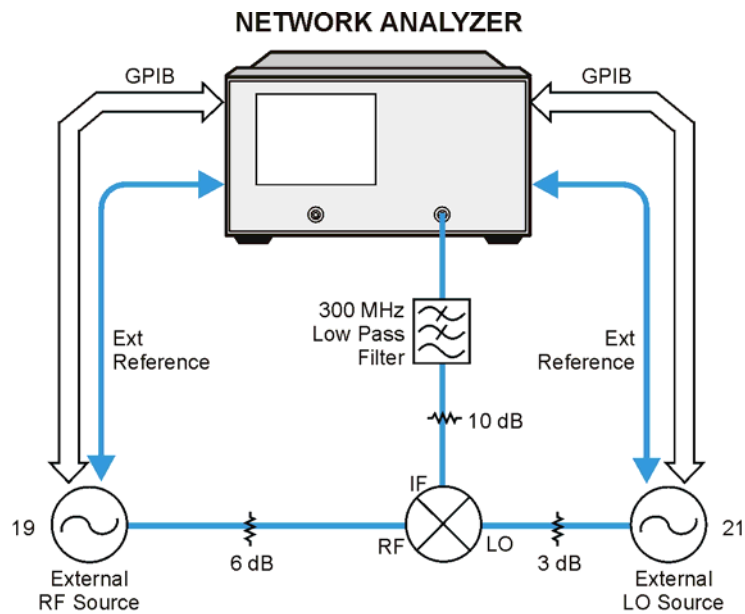 NETWORK ANALYZER
GPIB
GPIB
Ext
Reference
300 MHz
Low Pass
Filter
Ext
Reference
10 dB
IF
RF
LO
19
6 dB
3 dB
21
External
RF Source
External
LO Source